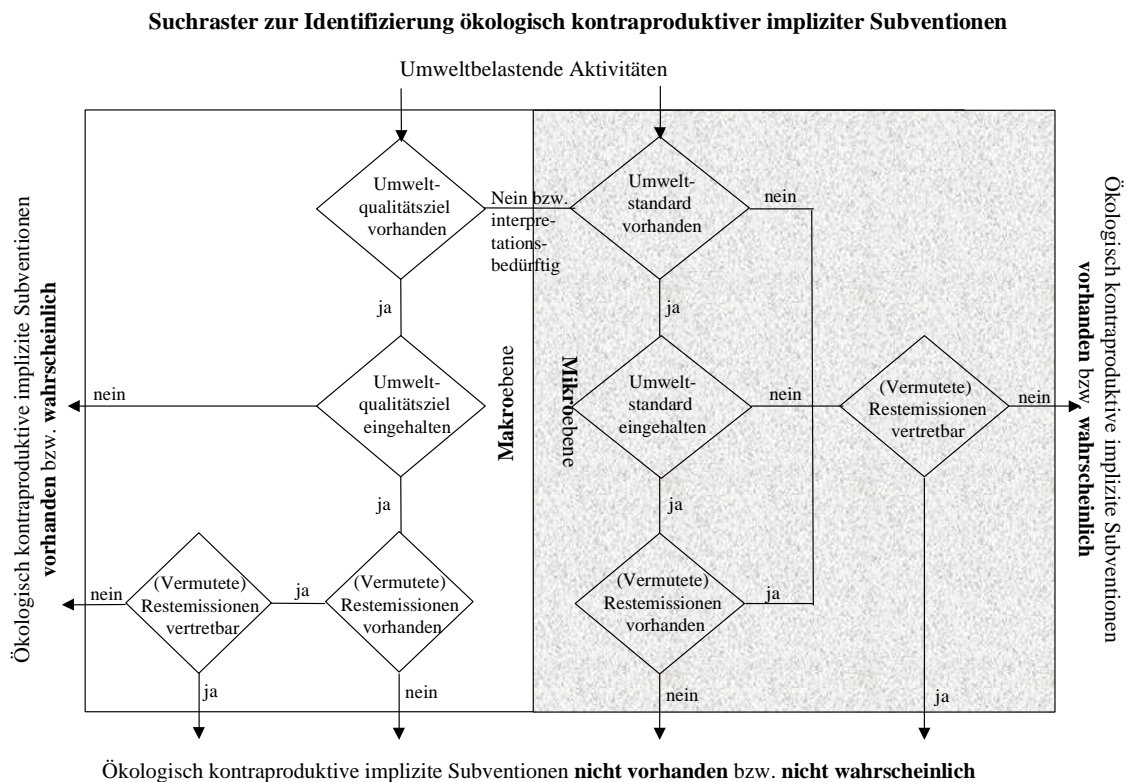 Suchraster zur Identifizierung ökologisch kontraproduktiver impliziter Subventionen
Umweltbelastende Aktivitäten
Umwelt-
qualitätsziel
vorhanden
Nein bzw.
interpre-
tations-
bedürftig
Umwelt-
standard
vorhanden
nein
ja
ja
nein
Umwelt-
qualitätsziel
eingehalten
Makroebene
Mikroebene
Umwelt-
standard
eingehalten
nein
(Vermutete)
Restemissionen
vertretbar
nein
ja
ja
nein
(Vermutete)
Restemissionen
vertretbar
ja
(Vermutete)
Restemissionen
vorhanden
(Vermutete)
Restemissionen
vorhanden
ja
ja
nein
nein
ja
Ökologisch kontraproduktive implizite Subventionen
vorhanden bzw. wahrscheinlich
Ökologisch kontraproduktive implizite Subventionen
vorhanden bzw. wahrscheinlich
Ökologisch kontraproduktive implizite Subventionen nicht vorhanden bzw. nicht wahrscheinlich